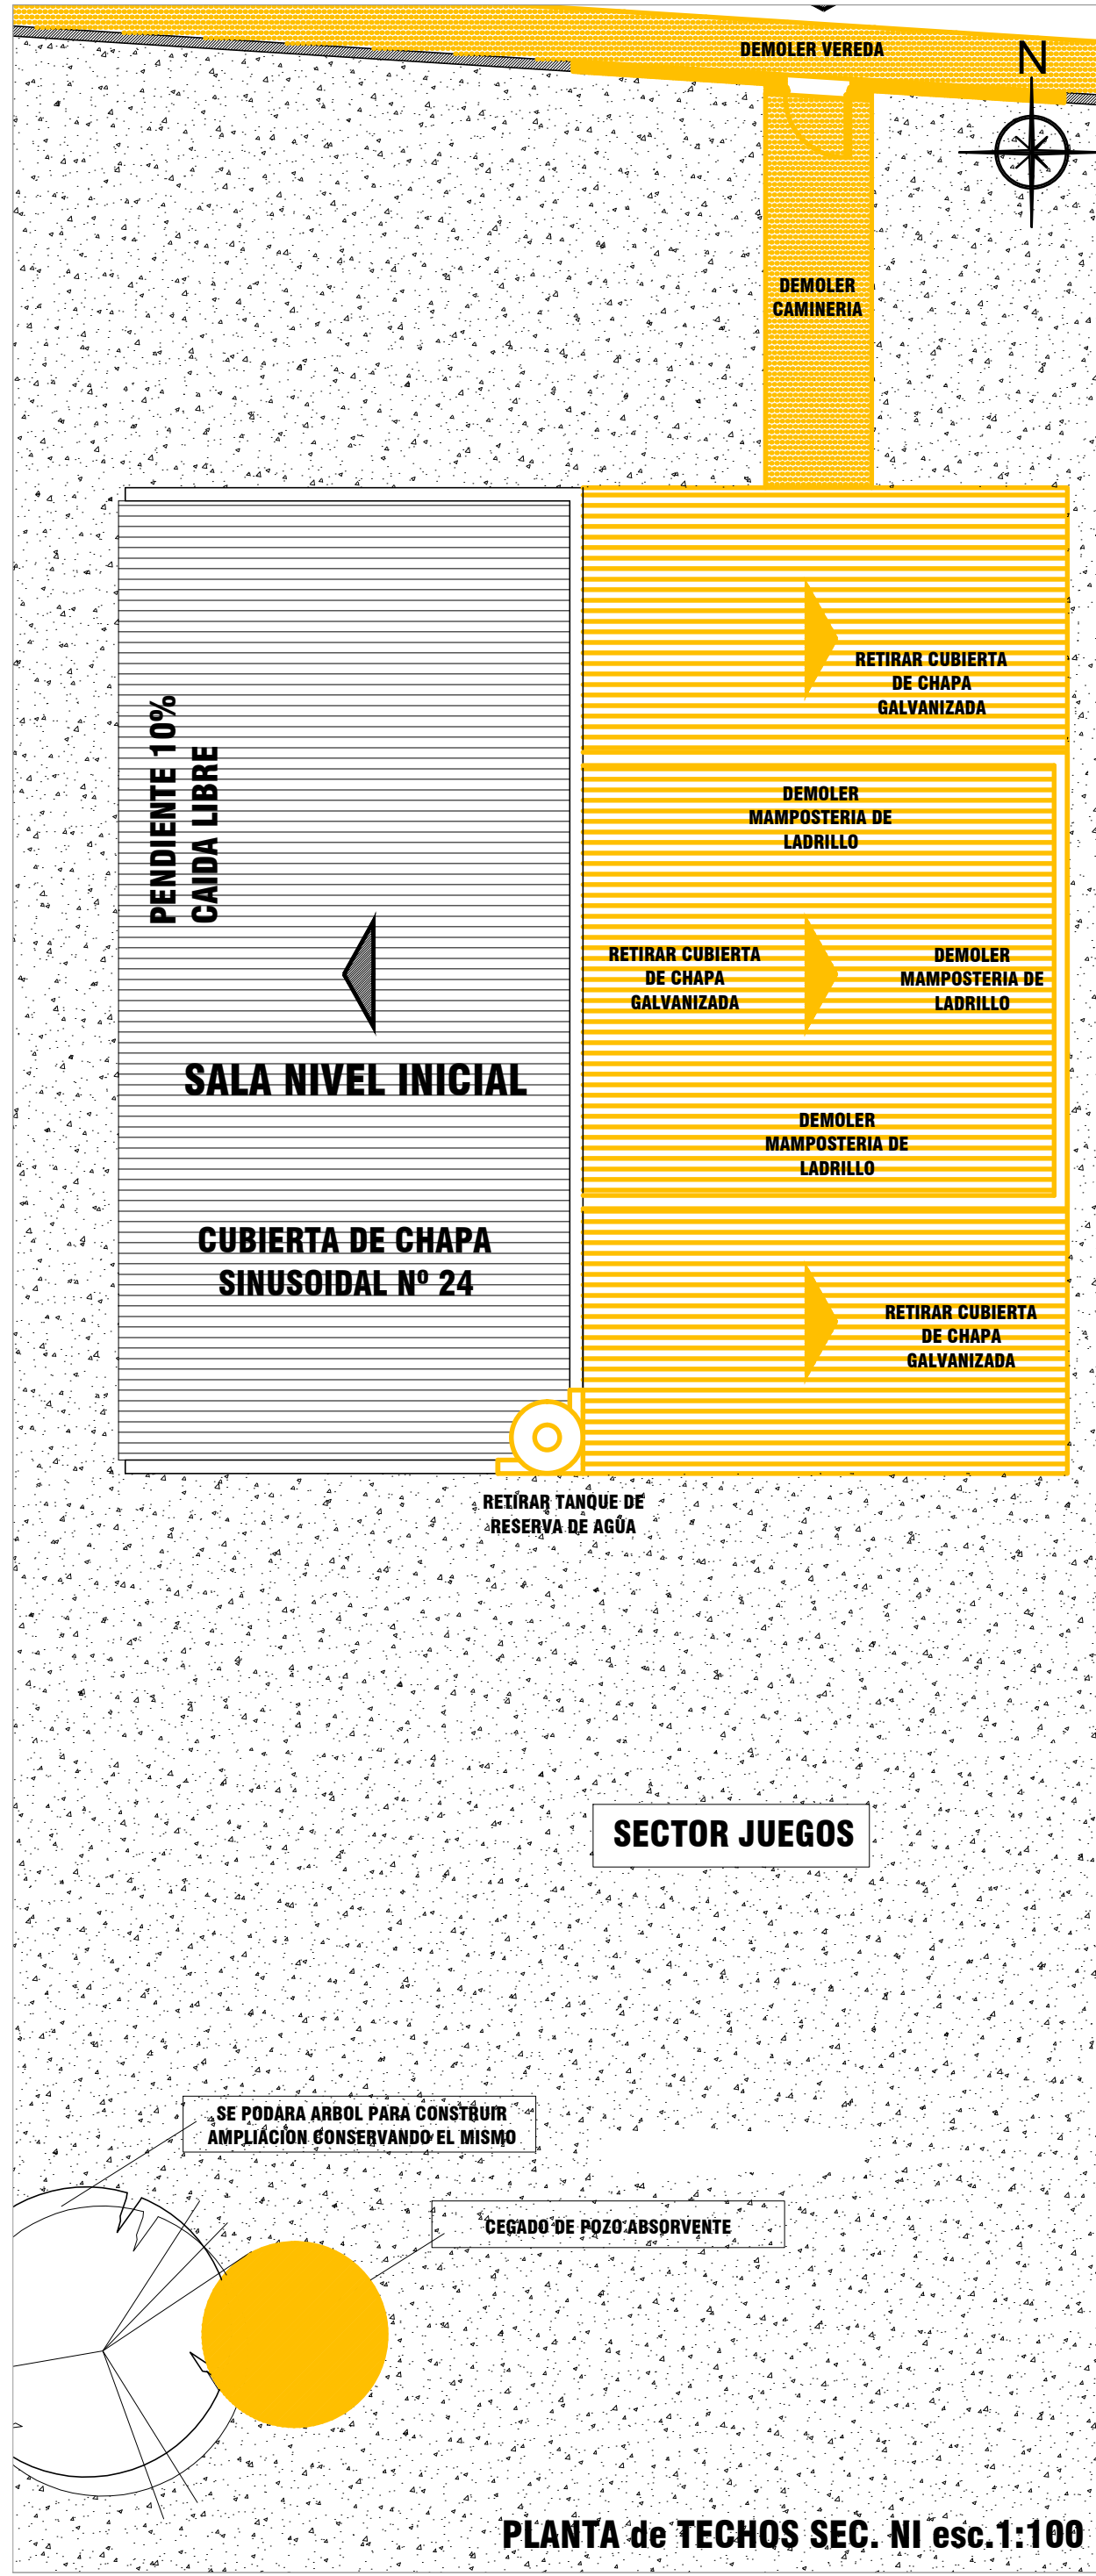 DEMOLER VEREDA
N
DEMOLER
CAMINERIA
RETIRAR CUBIERTA
DE CHAPA
GALVANIZADA
PENDIENTE 10%
CAIDA LIBRE
DEMOLER
MAMPOSTERIA DE
LADRILLO
RETIRAR CUBIERTA
DE CHAPA
GALVANIZADA
DEMOLER
MAMPOSTERIA DE
LADRILLO
SALA NIVEL INICIAL
DEMOLER
MAMPOSTERIA DE
LADRILLO
CUBIERTA DE CHAPA
SINUSOIDAL Nº 24
RETIRAR CUBIERTA
DE CHAPA
GALVANIZADA
RETIRAR TANQUE DE
RESERVA DE AGUA
SECTOR JUEGOS
SE PODARA ARBOL PARA CONSTRUIR
AMPLIACION CONSERVANDO EL MISMO
CEGADO DE POZO ABSORVENTE
PLANTA de TECHOS SEC. NI esc.1:100